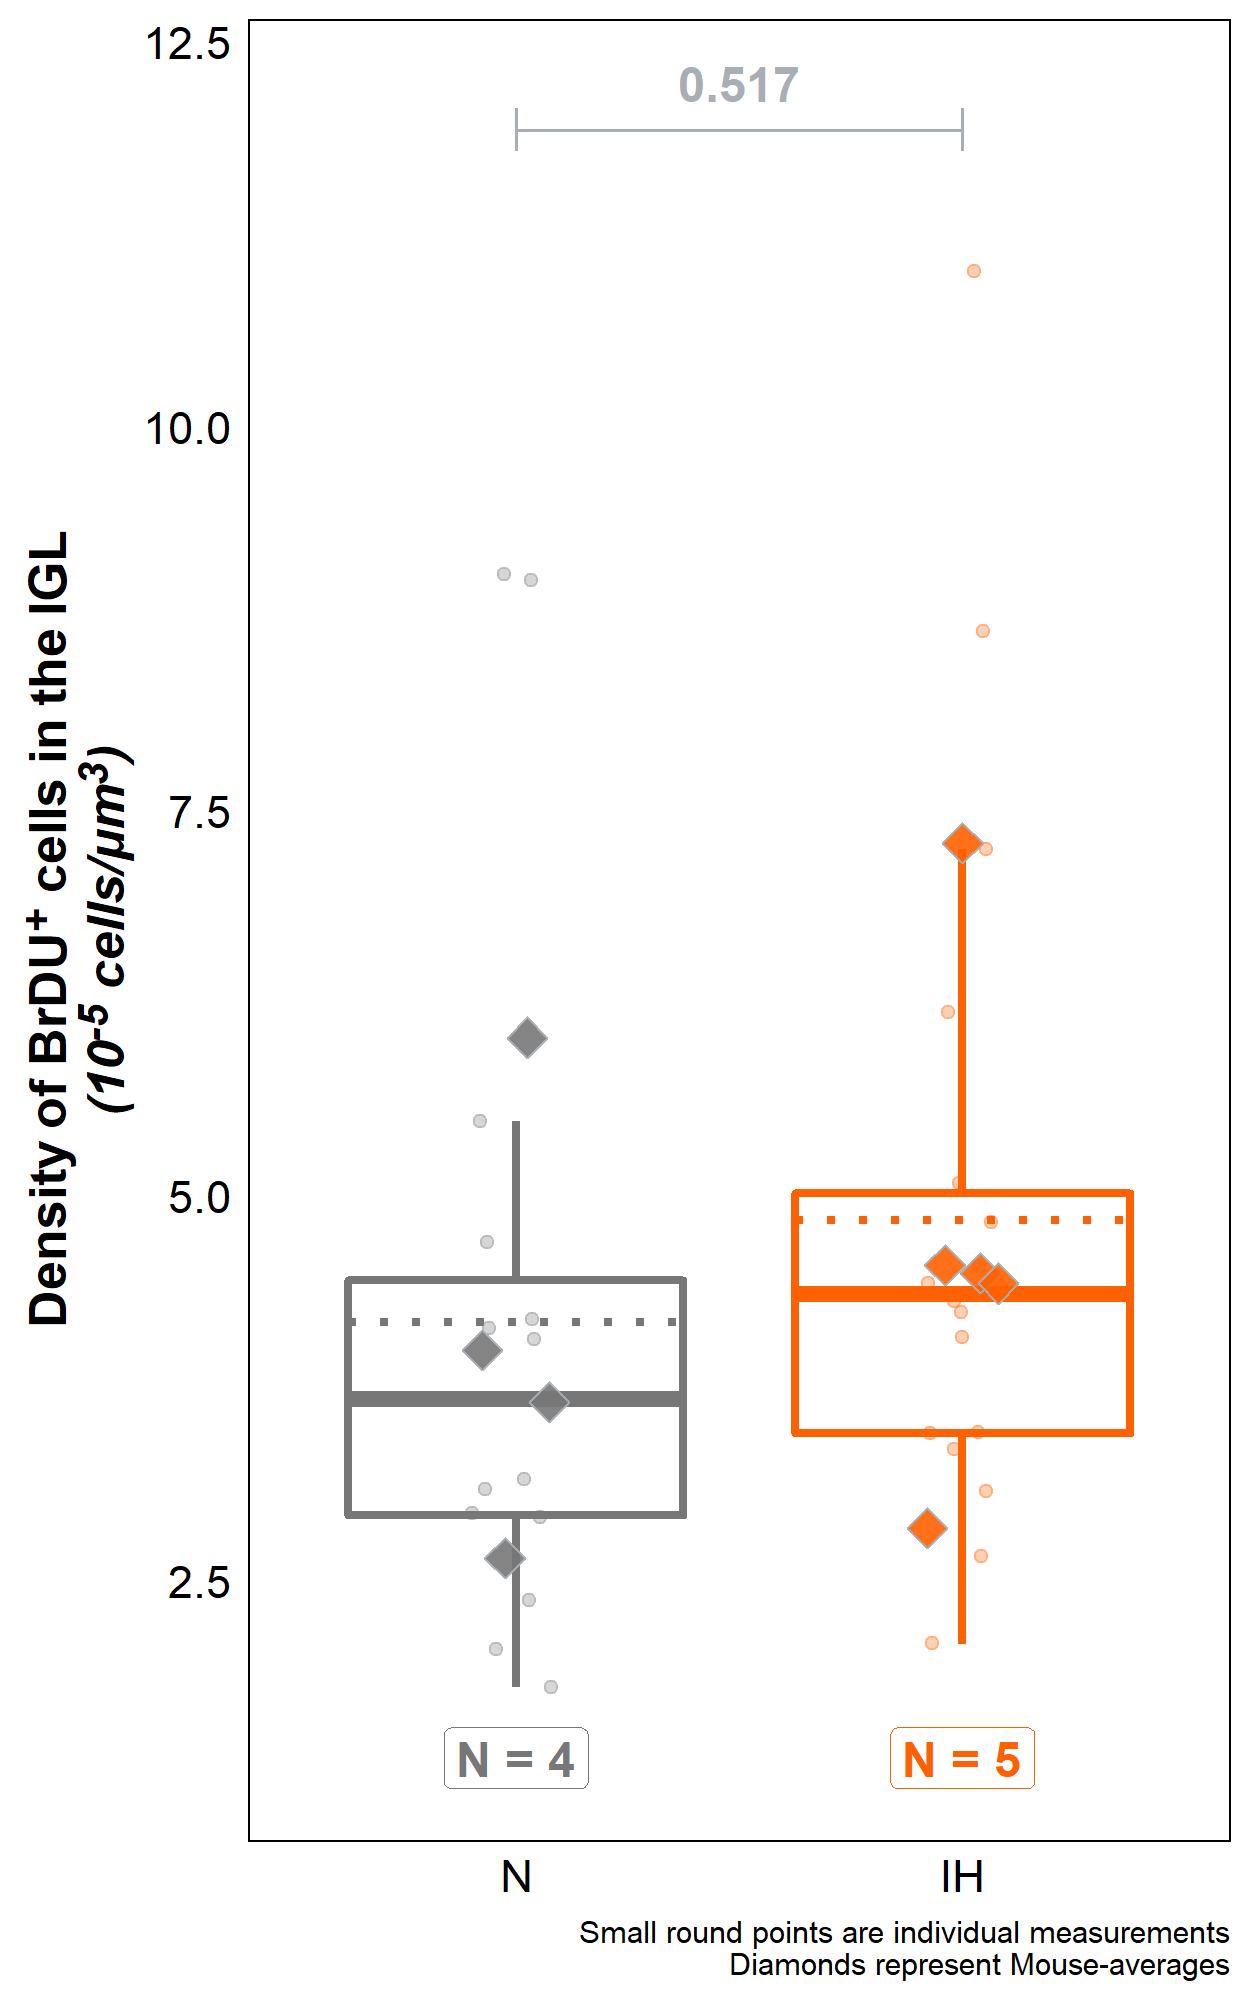 12.5
10.0
7.5
5.0
2.5
Density of BrDU⁺ cells in the IGL
(10⁻⁵ cells/µm³)
0.517
N = 4
N = 5
N
IH
Small round points are individual measurements
Diamonds represent Mouse-averages